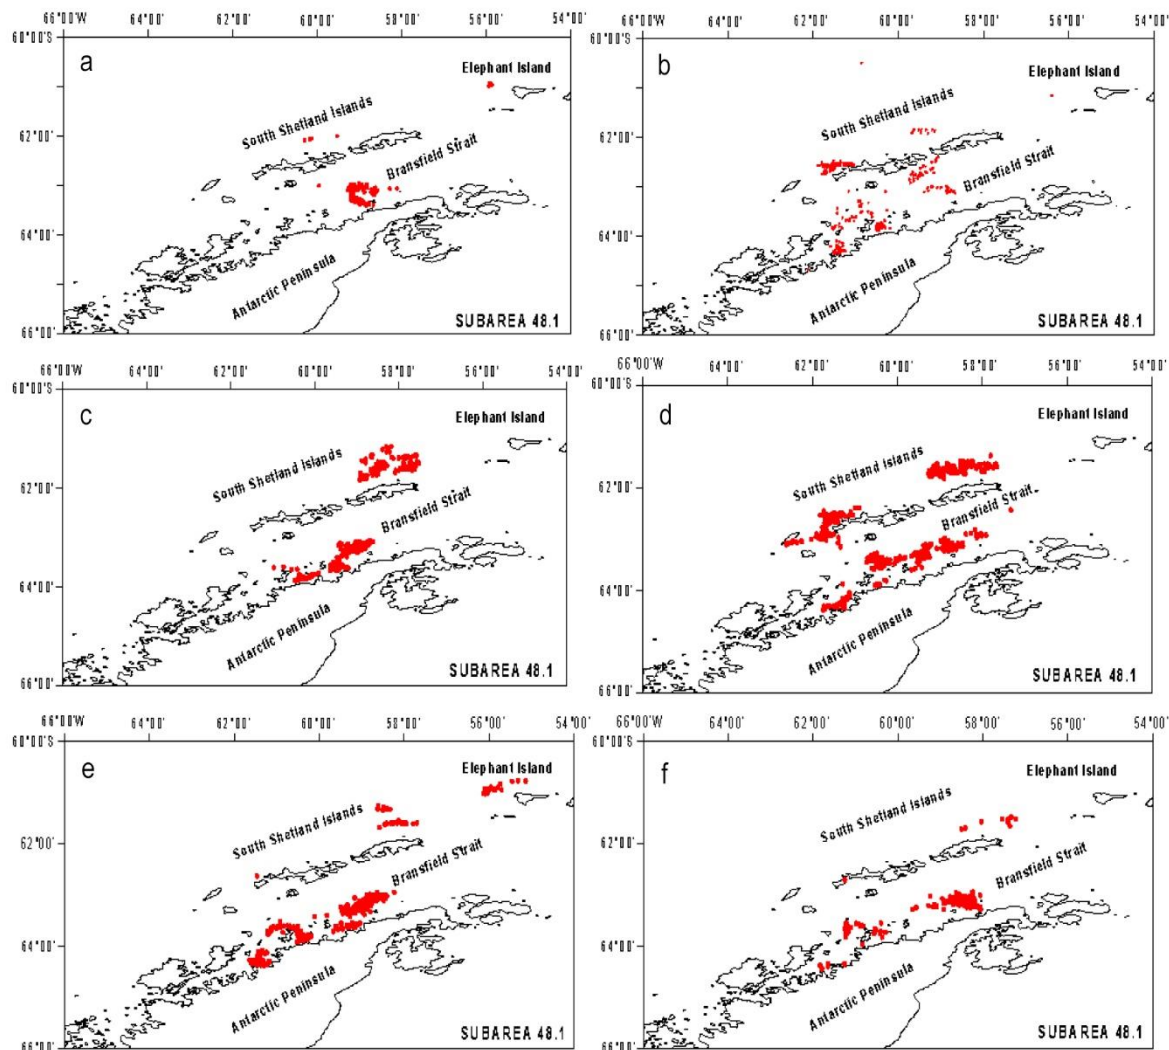 66°00'W 64°00' 62°00' 60°00' 58°00' 56°00' 54°00'
60°00'S
a
Elephant Island
South Shetland Islands
62°00'
Bransfield Strait
64°00'
Antarctic Peninsula
66°00'
SUBAREA 48.1
66°00'W 64°00' 62°00' 60°00' 58°00' 56°00' 54°00'
60°00'S
b
Elephant Island
South Shetland Islands
62°00'
Bransfield Strait
64°00'
Antarctic Peninsula
66°00'
SUBAREA 48.1
66°00'W 64°00' 62°00' 60°00' 58°00' 56°00' 54°00'
60°00'S
c
Elephant Island
South Shetland Islands
62°00'
Bransfield Strait
64°00'
Antarctic Peninsula
66°00'
SUBAREA 48.1
66°00'W 64°00' 62°00' 60°00' 58°00' 56°00' 54°00'
60°00'S
d
Elephant Island
South Shetland Islands
62°00'
Bransfield Strait
64°00'
Antarctic Peninsula
66°00'
SUBAREA 48.1
66°00'W 64°00' 62°00' 60°00' 58°00' 56°00' 54°00'
60°00'S
e
Elephant Island
South Shetland Islands
62°00'
Bransfield Strait
64°00'
Antarctic Peninsula
66°00'
SUBAREA 48.1
66°00'W 64°00' 62°00' 60°00' 58°00' 56°00' 54°00'
60°00'S
f
Elephant Island
South Shetland Islands
62°00'
Bransfield Strait
64°00'
Antarctic Peninsula
66°00'
SUBAREA 48.1